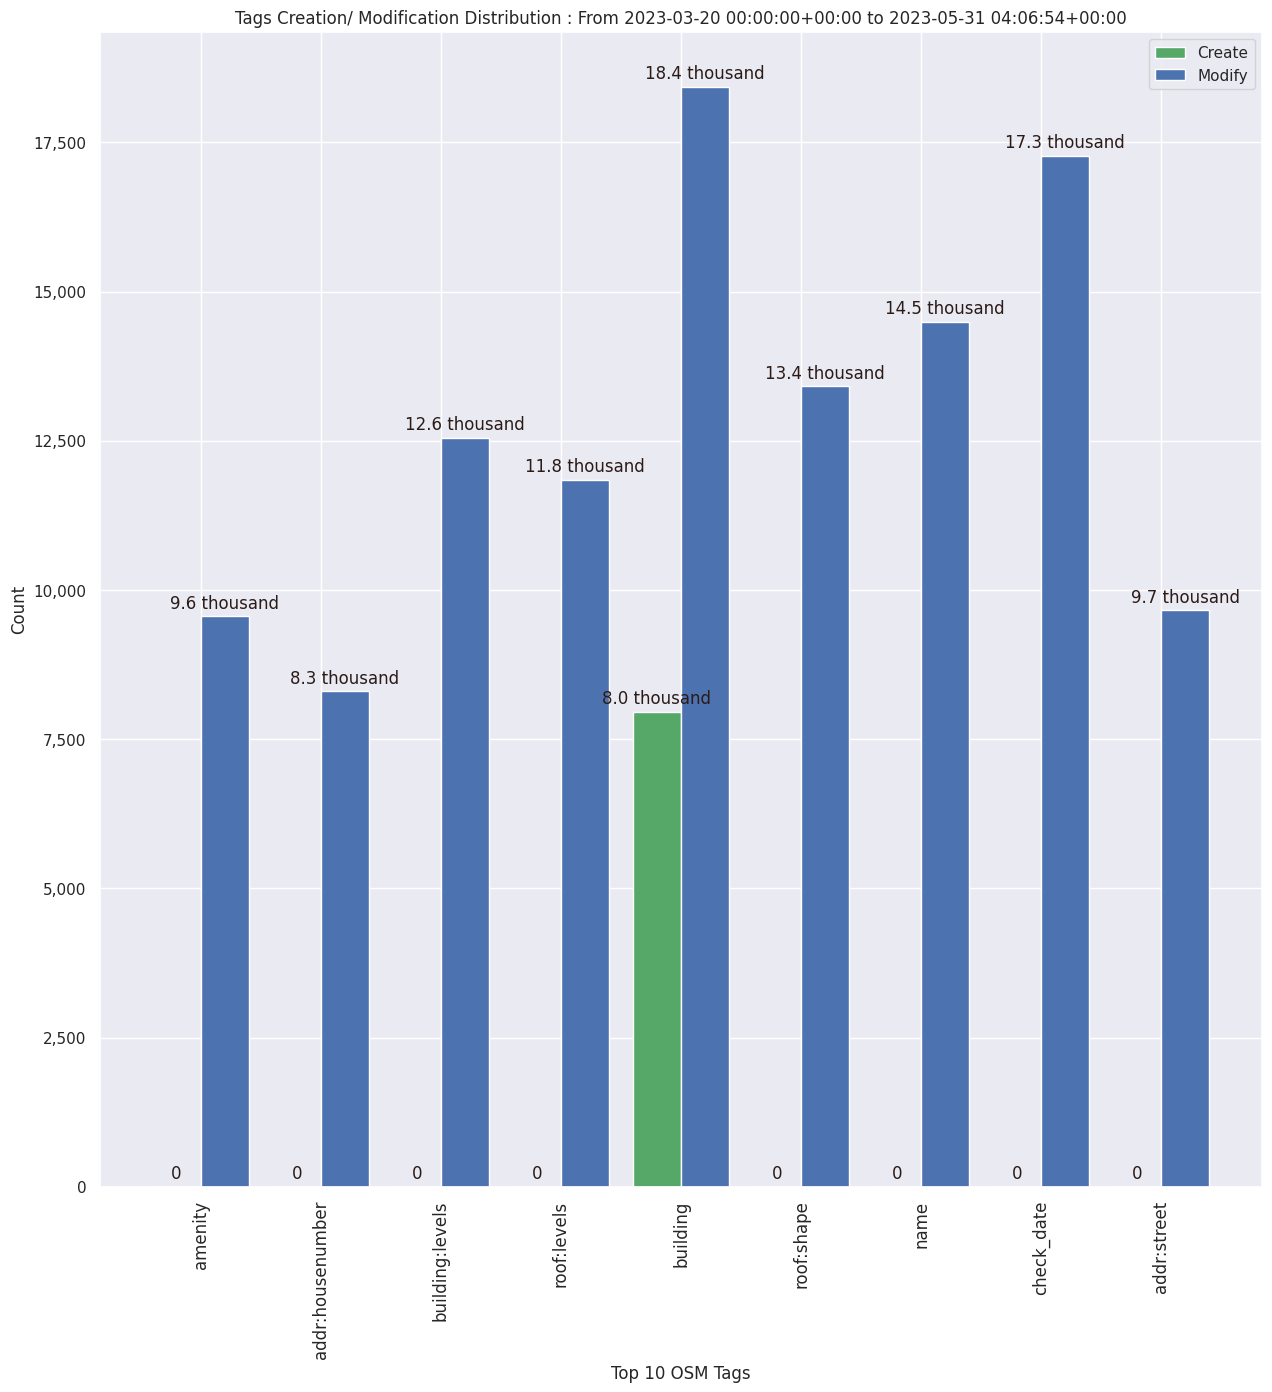 Tags Creation/ Modification Distribution : From 2023-03-20 00:00:00+00:00 to 2023-05-31 04:06:54+00:00
Create
Modify
18.4 thousand
17.3 thousand
14.5 thousand
13.4 thousand
12.6 thousand
11.8 thousand
9.6 thousand
9.7 thousand
8.3 thousand
8.0 thousand
17,500
15,000
12,500
10,000
7,500
5,000
2,500
0
Count
0 0 0 0 0 0 0 0
amenity
addr:housenumber
building:levels
roof:levels
building
roof:shape
name
check_date
addr:street
Top 10 OSM Tags